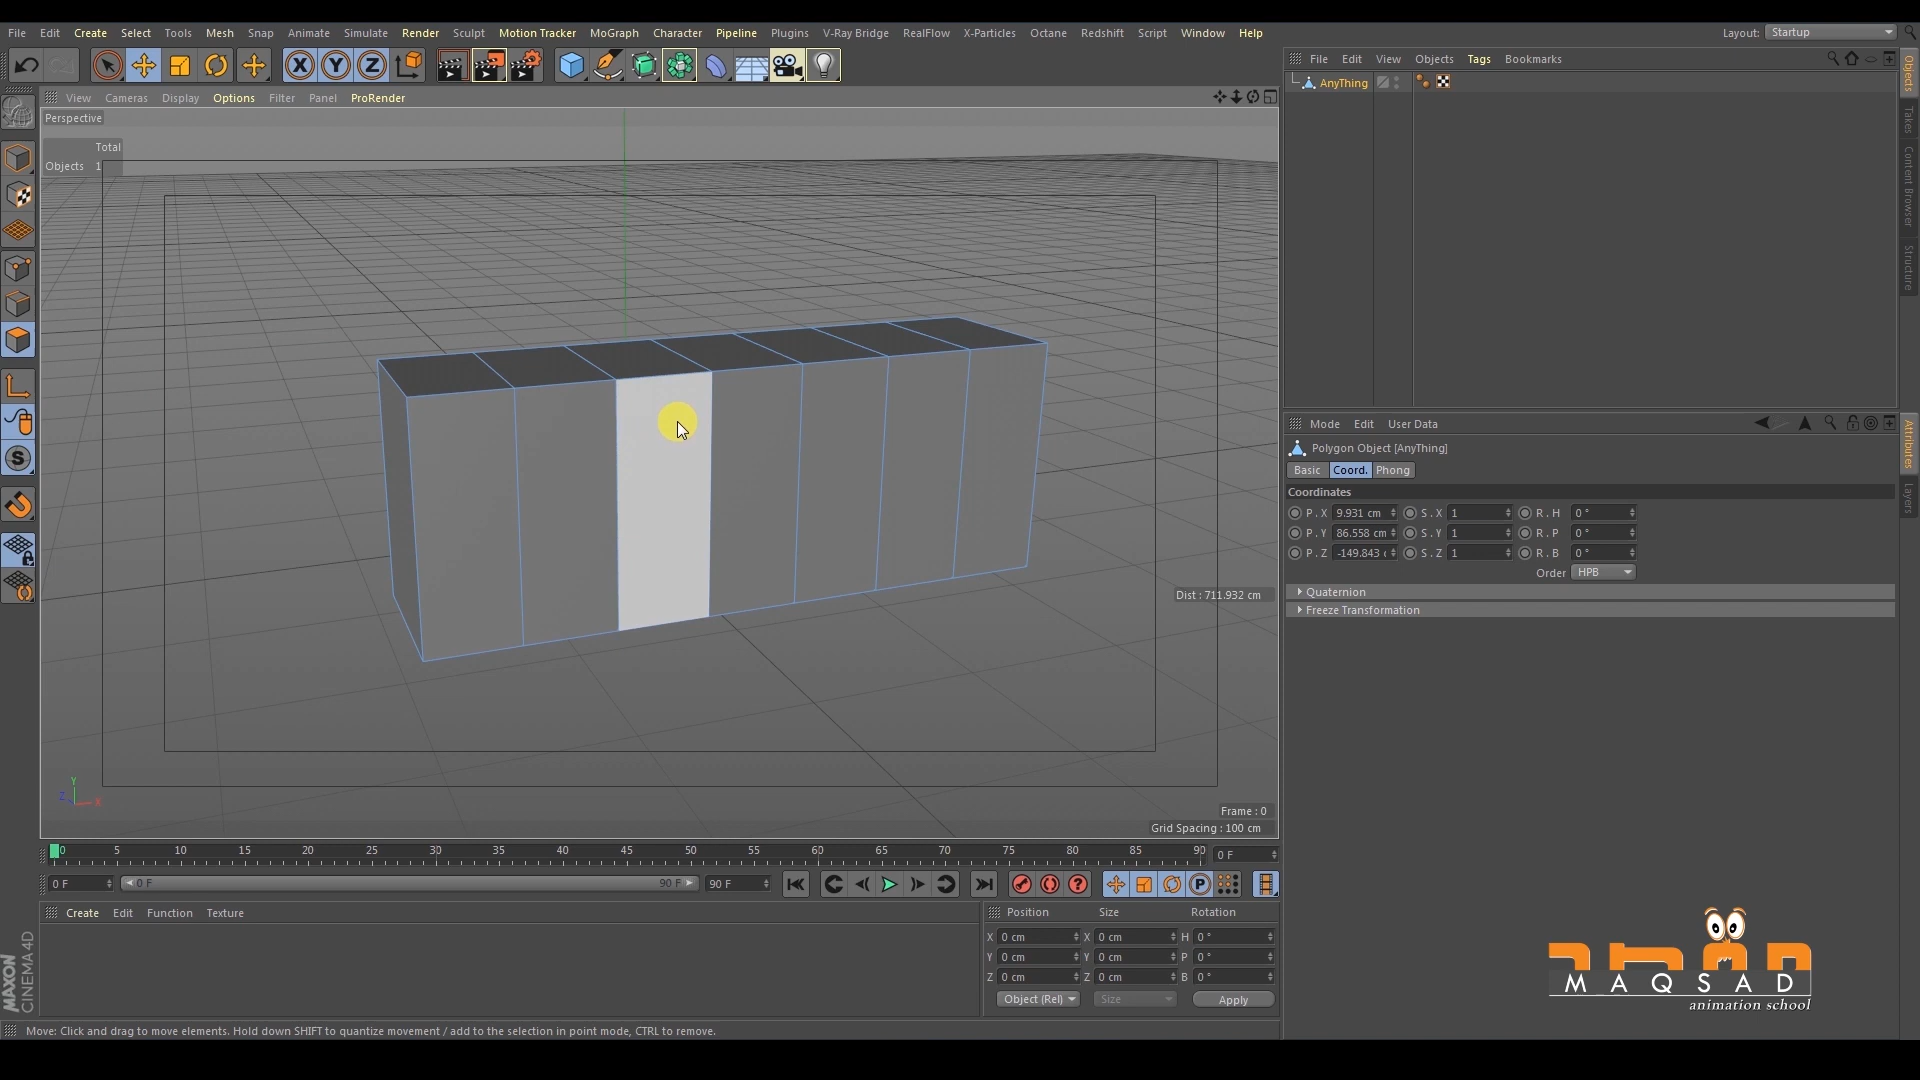 File Edit Create Select Tools Mesh Snap Animate Simulate Render Sculpt Motion Tracker MoGraph Character Pipeline Plugins V-Ray Bridge RealFlow X-Particles Octane Redshift Script Window Help Layout: Startup
File Edit View Objects Tags Bookmarks
AnyThing
View Cameras Display Options Filter Panel ProRender
Perspective
Total
Objects 1
Dist : 711.932 cm
Frame : 0
Grid Spacing : 100 cm
Objects
Takes
Content Browser
Structure
Mode Edit User Data
Polygon Object [AnyThing]
Basic Coord. Phong
Coordinates
P . X 9.931 cm S . X 1 R . H 0 °
P . Y 86.558 cm S . Y 1 R . P 0 °
P . Z -149.843 S . Z 1 R . B 0 °
Order HPB
Quaternion
Freeze Transformation
Attributes
Layers
0 5 10 15 20 25 30 35 40 45 50 55 60 65 70 75 80 85 90 0 F
0 F 0 F 90 F 90 F
Create Edit Function Texture
Position Size Rotation
X 0 cm X 0 cm H 0 °
Y 0 cm Y 0 cm P 0 °
Z 0 cm Z 0 cm B 0 °
Object (Rel) Size Apply
Move: Click and drag to move elements. Hold down SHIFT to quantize movement / add to the selection in point mode, CTRL to remove.
MAXON
CINEMA 4D
X Y Z
S
P
Y
Z X
MAQSAD
animation school